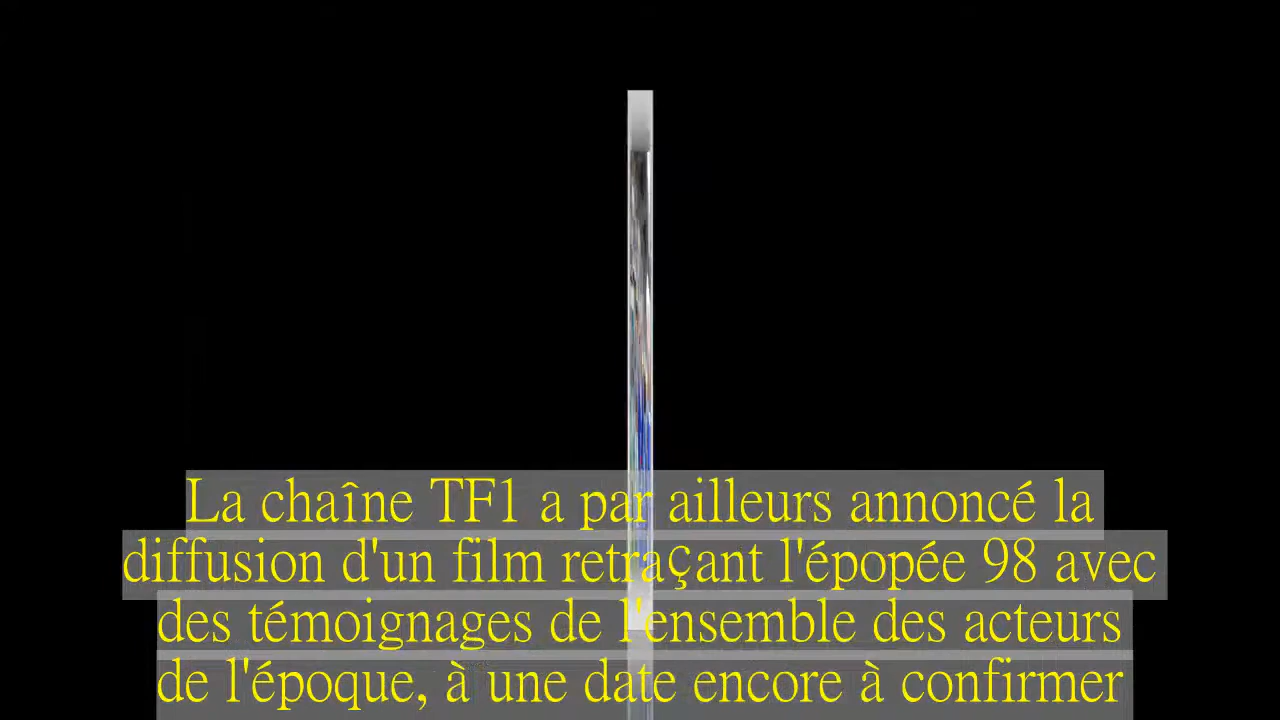 La chaîne TF1 a par ailleurs annoncé la
diffusion d'un film retraçant l'épopée 98 avec
des témoignages de l'ensemble des acteurs
de l'époque, à une date encore à confirmer